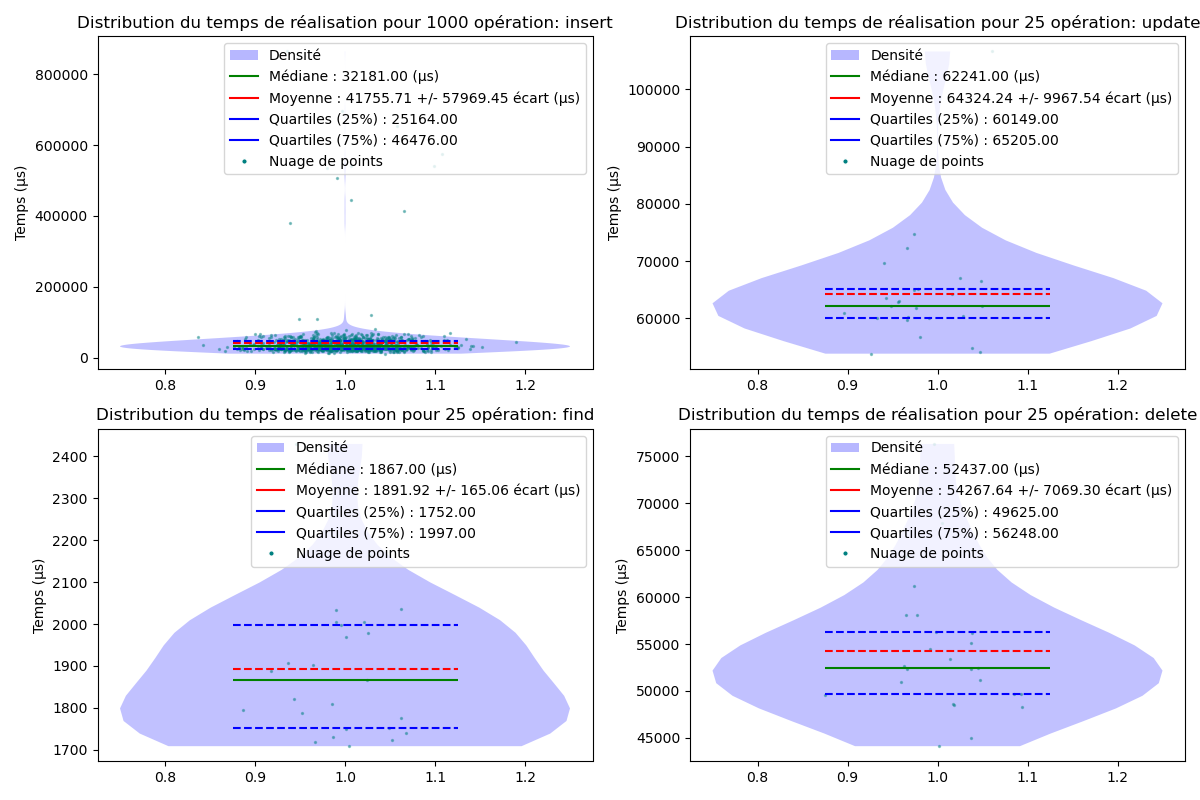 Distribution du temps de réalisation pour 1000 opération: insert
Temps (µs)
800000
600000
400000
200000
0
Densité
Médiane : 32181.00 (µs)
Moyenne : 41755.71 +/- 57969.45 écart (µs)
Quartiles (25%) : 25164.00
Quartiles (75%) : 46476.00
Nuage de points
0.8 0.9 1.0 1.1 1.2
Distribution du temps de réalisation pour 25 opération: update
Temps (µs)
100000
90000
80000
70000
60000
Densité
Médiane : 62241.00 (µs)
Moyenne : 64324.24 +/- 9967.54 écart (µs)
Quartiles (25%) : 60149.00
Quartiles (75%) : 65205.00
Nuage de points
0.8 0.9 1.0 1.1 1.2
Distribution du temps de réalisation pour 25 opération: find
Temps (µs)
2400
2300
2200
2100
2000
1900
1800
1700
Densité
Médiane : 1867.00 (µs)
Moyenne : 1891.92 +/- 165.06 écart (µs)
Quartiles (25%) : 1752.00
Quartiles (75%) : 1997.00
Nuage de points
0.8 0.9 1.0 1.1 1.2
Distribution du temps de réalisation pour 25 opération: delete
Temps (µs)
75000
70000
65000
60000
55000
50000
45000
Densité
Médiane : 52437.00 (µs)
Moyenne : 54267.64 +/- 7069.30 écart (µs)
Quartiles (25%) : 49625.00
Quartiles (75%) : 56248.00
Nuage de points
0.8 0.9 1.0 1.1 1.2